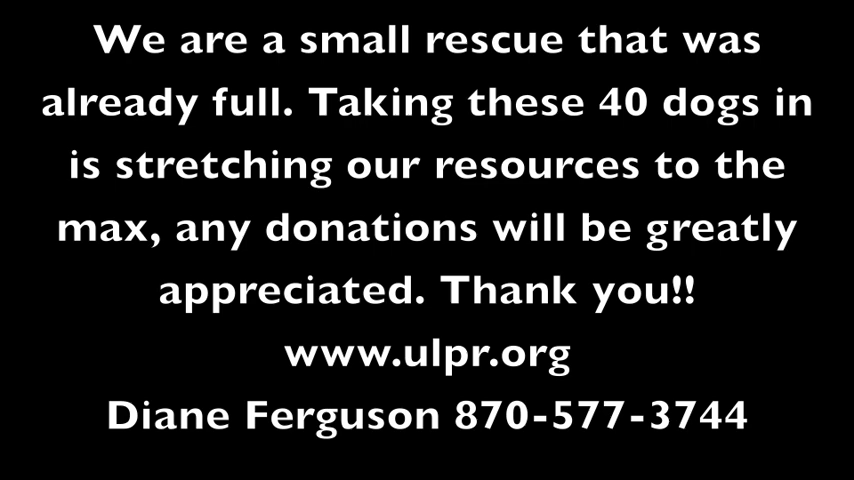 We are a small rescue that was
already full. Taking these 40 dogs in
is stretching our resources to the
max, any donations will be greatly
appreciated. Thank you!!
www.ulpr.org
Diane Ferguson 870-577-3744